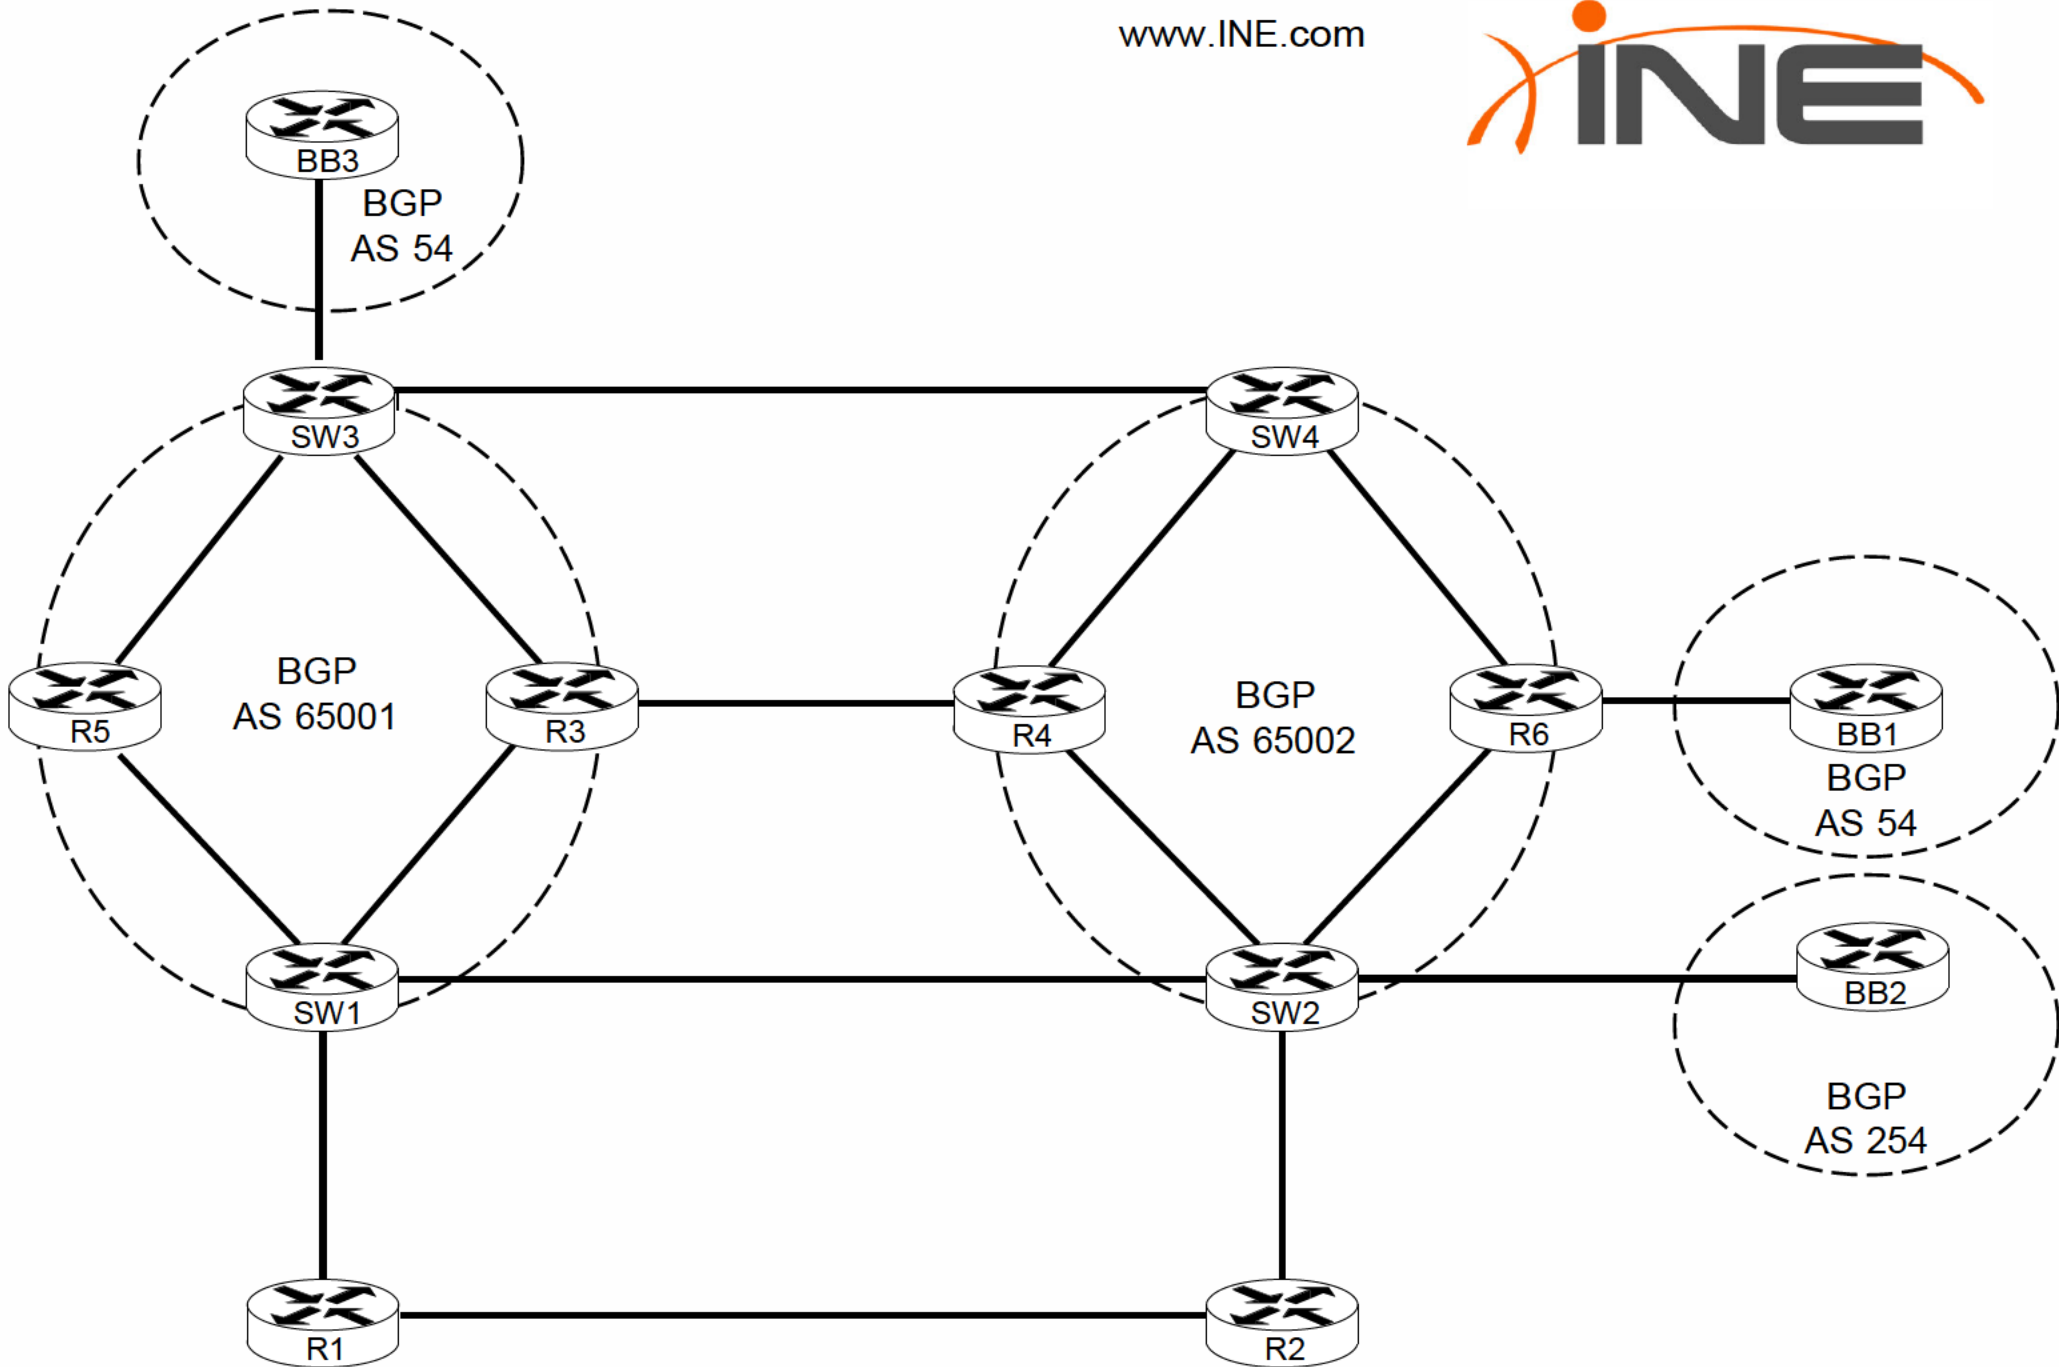 www.INE.com
INE
BB3
BGP
AS 54
SW3
SW4
BGP
AS 65001
R5
R3
R4
BGP
AS 65002
R6
BB1
BGP
AS 54
SW1
SW2
BB2
BGP
AS 254
R1
R2